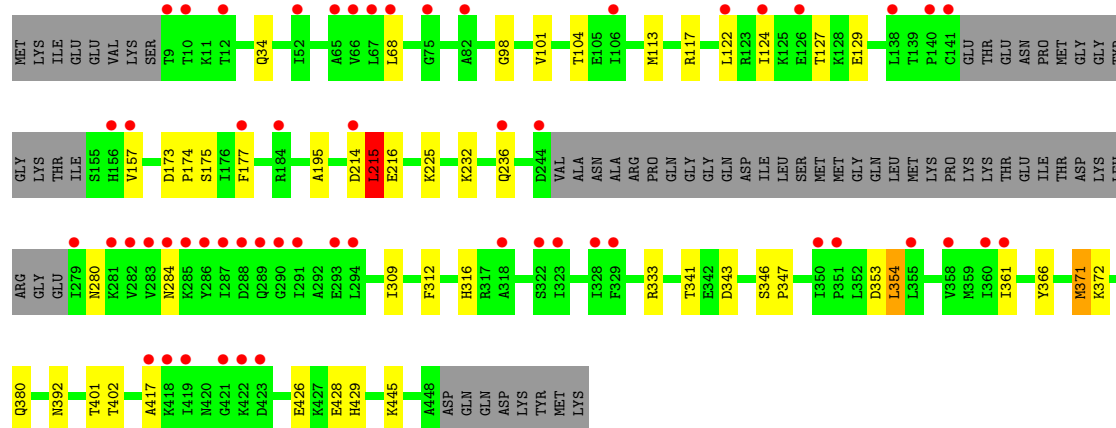 MET LYS ILE GLU GLU VAL LYS SER T9 T10 K11 T12 Q34 I52 A65 V66 L67 L68 G75 A82 G98 V101 T104 E105 I106 M113 R117 L122 R123 I124 K125 E126 T127 K128 E129 L138 T139 P140 C141 GLU THR GLU ASN PRO MET GLY GLY TYR
GLY LYS THR ILE S155 H156 V157 D173 P174 S175 I176 F177 R184 A195 D214 L215 E216 K225 K232 Q236 D244 VAL ALA ASN ALA ARG PRO GLN GLY GLY GLN ASP ILE LEU SER MET MET GLY GLN LEU MET LYS PRO LYS LYS THR GLU ILE THR ASP LYS LEU
ARG GLY GLU I279 N280 K281 V282 V283 N284 K285 Y286 I287 D288 Q289 G290 I291 A292 E293 L294 I309 F312 H316 R317 A318 S322 I323 I328 F329 R333 T341 E342 D343 S346 P347 I350 P351 L352 D353 L354 L355 V358 M359 I360 I361 Y366 M371 K372
Q380 N392 T401 T402 A417 K418 I419 N420 G421 K422 D423 E426 K427 E428 H429 K445 A448 ASP GLN GLN ASP LYS TYR MET LYS